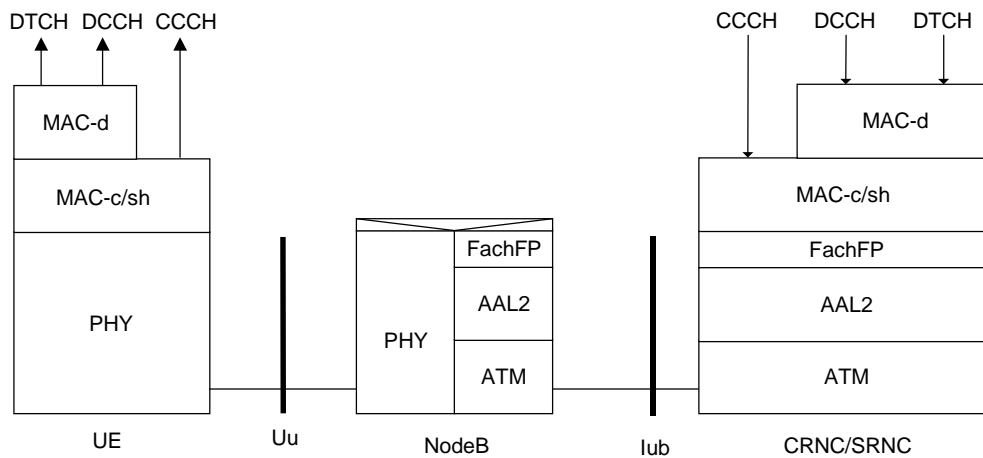 DTCH DCCH CCCH
CCCH DCCH DTCH
MAC-d
MAC-d
MAC-c/sh
MAC-c/sh
FachFP
FachFP
PHY
PHY
AAL2
AAL2
ATM
ATM
UE
Uu
NodeB
Iub
CRNC/SRNC